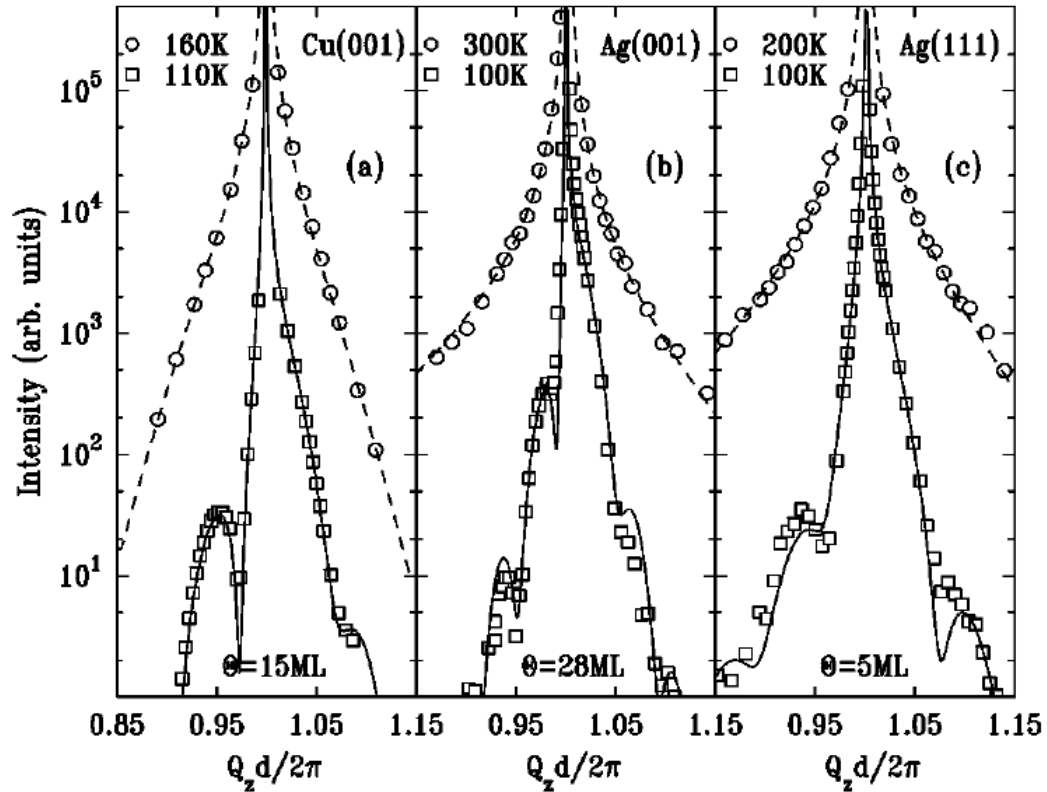 160K Cu(001)
110K
300K Ag(001)
100K
200K Ag(111)
100K
(a)
(b)
(c)
Intensity (arb. units)
10^5
10^4
10^3
10^2
10^1
Θ=15ML
Θ=28ML
Θ=5ML
0.85 0.95 1.05 1.15 0.95 1.05 1.15 0.95 1.05 1.15
Q_z d/2π Q_z d/2π Q_z d/2π